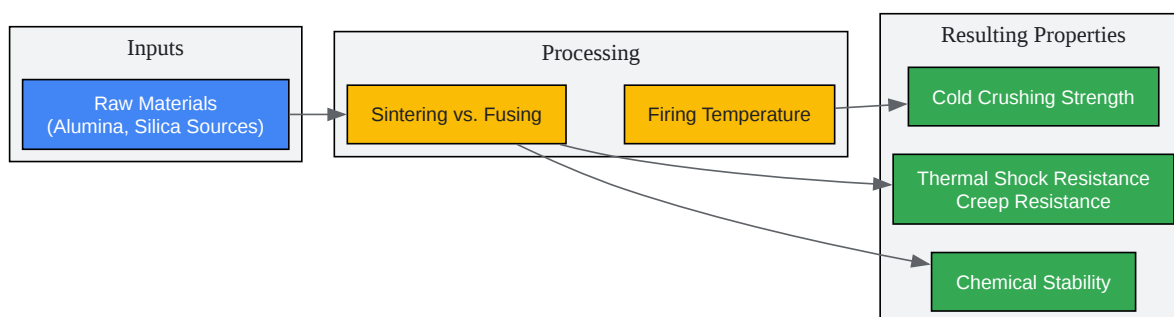 Inputs
Raw Materials
(Alumina, Silica Sources)
Processing
Sintering vs. Fusing
Firing Temperature
Resulting Properties
Cold Crushing Strength
Thermal Shock Resistance
Creep Resistance
Chemical Stability